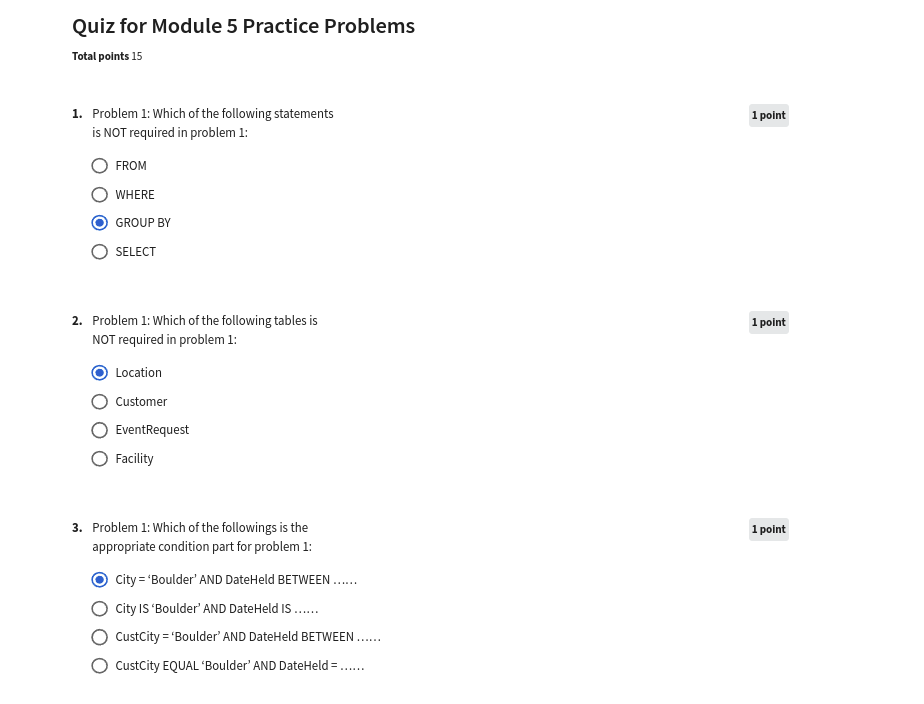 Quiz for Module 5 Practice Problems
Total points 15
1. Problem 1: Which of the following statements
is NOT required in problem 1:
1 point
FROM
WHERE
GROUP BY
SELECT
2. Problem 1: Which of the following tables is
NOT required in problem 1:
1 point
Location
Customer
EventRequest
Facility
3. Problem 1: Which of the followings is the
appropriate condition part for problem 1:
1 point
City = ‘Boulder’ AND DateHeld BETWEEN ……
City IS ‘Boulder’ AND DateHeld IS ……
CustCity = ‘Boulder’ AND DateHeld BETWEEN ……
CustCity EQUAL ‘Boulder’ AND DateHeld = ……